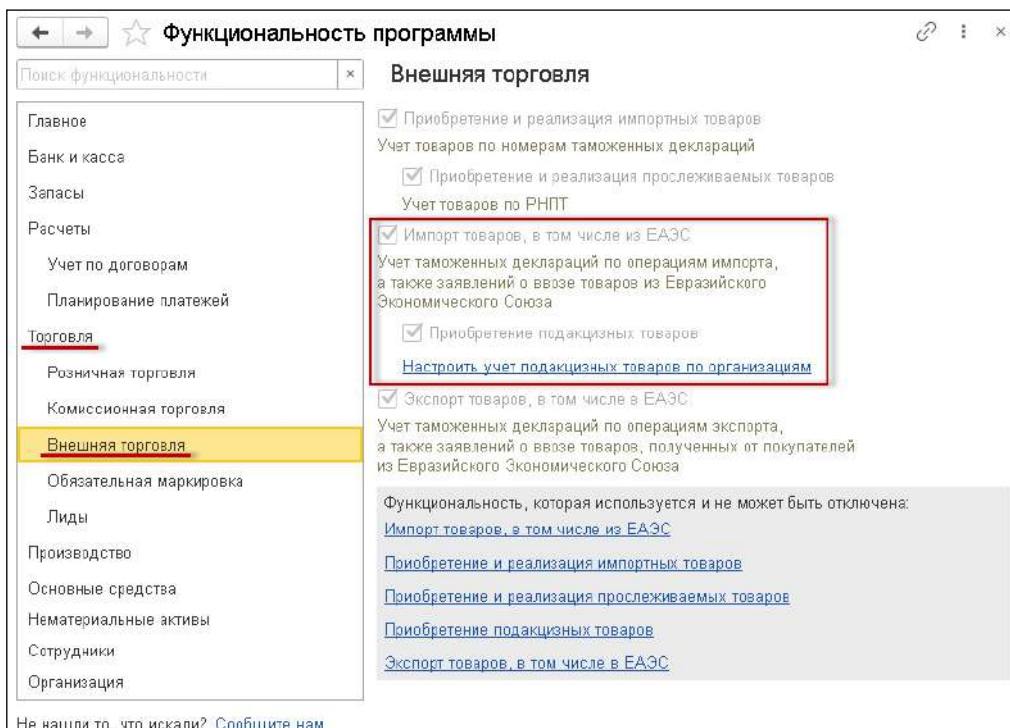 Функциональность программы
Поиск функциональности
Главное
Банк и касса
Запасы
Расчеты
Учет по договорам
Планирование платежей
Торговля
Розничная торговля
Комиссионная торговля
Внешняя торговля
Обязательная маркировка
Лиды
Производство
Основные средства
Нематериальные активы
Сотрудники
Организация
Не нашли то, что искали? Сообщите нам
Внешняя торговля
Приобретение и реализация импортных товаров
Учет товаров по номерам таможенных деклараций
Приобретение и реализация прослеживаемых товаров
Учет товаров по РНПТ
Импорт товаров, в том числе из ЕАЭС
Учет таможенных деклараций по операциям импорта,
а также заявлений о ввозе товаров из Евразийского
Экономического Союза
Приобретение подакцизных товаров
Настроить учет подакцизных товаров по организациям
Экспорт товаров, в том числе в ЕАЭС
Учет таможенных деклараций по операциям экспорта,
а также заявлений о ввозе товаров, полученных от покупателей
из Евразийского Экономического Союза
Функциональность, которая используется и не может быть отключена:
Импорт товаров, в том числе из ЕАЭС
Приобретение и реализация импортных товаров
Приобретение и реализация прослеживаемых товаров
Приобретение подакцизных товаров
Экспорт товаров, в том числе в ЕАЭС